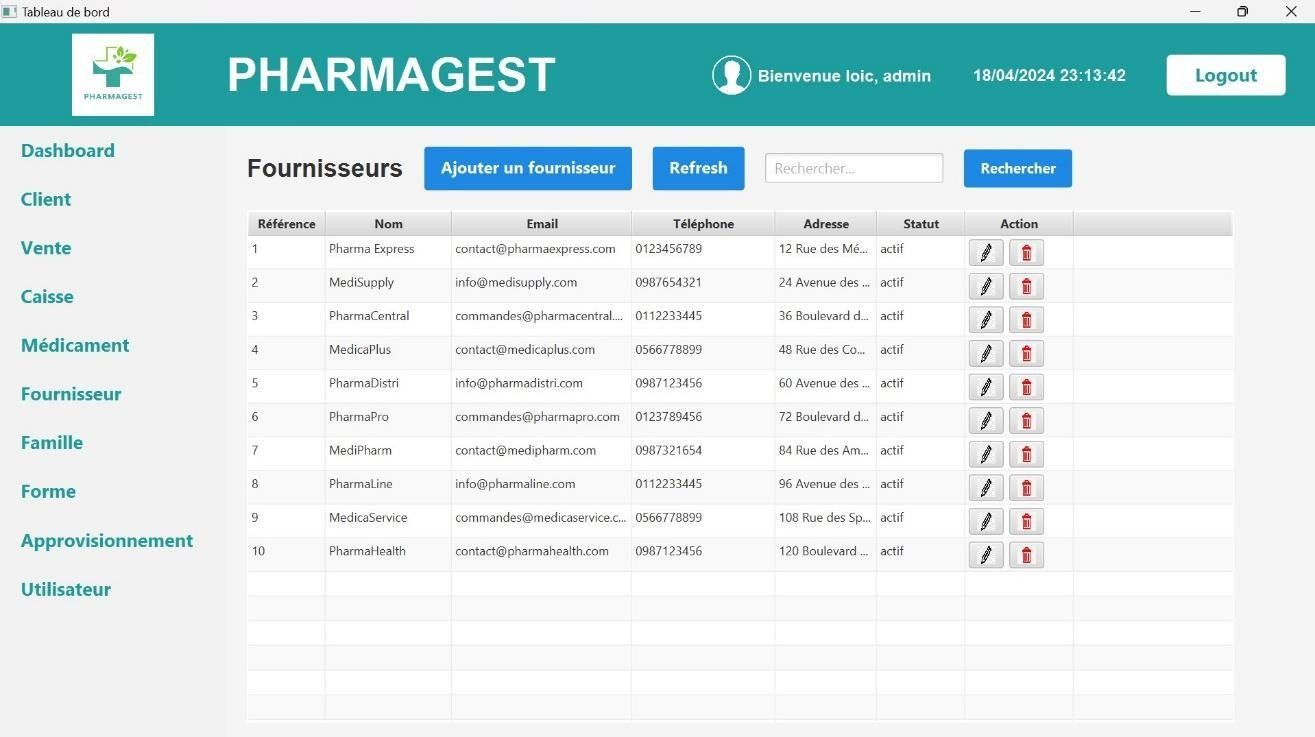 Tableau de bord
PHARMAGEST
PHARMAGEST
Bienvenue loic, admin
18/04/2024 23:13:42
Logout
Dashboard
Client
Vente
Caisse
Médicament
Fournisseur
Famille
Forme
Approvisionnement
Utilisateur
Fournisseurs
Ajouter un fournisseur
Refresh
Rechercher...
Rechercher
Référence Nom Email Téléphone Adresse Statut Action
1 Pharma Express contact@pharmaexpress.com 0123456789 12 Rue des Mé... actif
2 MediSupply info@medisupply.com 0987654321 24 Avenue des ... actif
3 PharmaCentral commandes@pharmacentral.... 0112233445 36 Boulevard d... actif
4 MedicaPlus contact@medicaplus.com 0566778899 48 Rue des Co... actif
5 PharmaDistri info@pharmadistri.com 0987123456 60 Avenue des ... actif
6 PharmaPro commandes@pharmapro.com 0123789456 72 Boulevard d... actif
7 MediPharm contact@medipharm.com 0987321654 84 Rue des Am... actif
8 PharmaLine info@pharmaline.com 0112233445 96 Avenue des ... actif
9 MedicaService commandes@medicaservice.c... 0566778899 108 Rue des Sp... actif
10 PharmaHealth contact@pharmahealth.com 0987123456 120 Boulevard ... actif